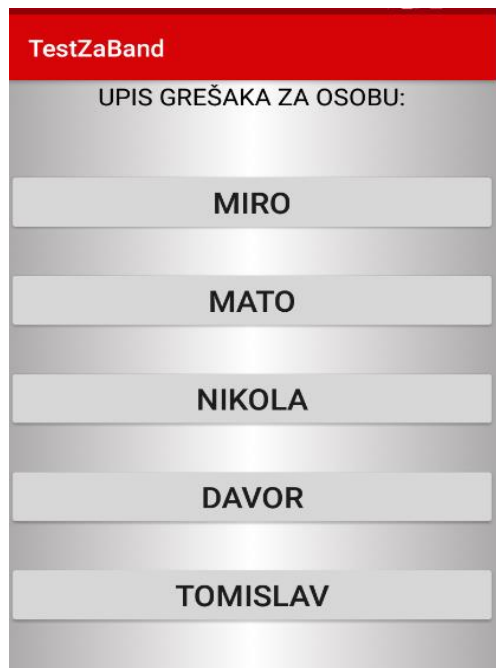 TestZaBand
UPIS GREŠAKA ZA OSOBU:
MIRO
MATO
NIKOLA
DAVOR
TOMISLAV